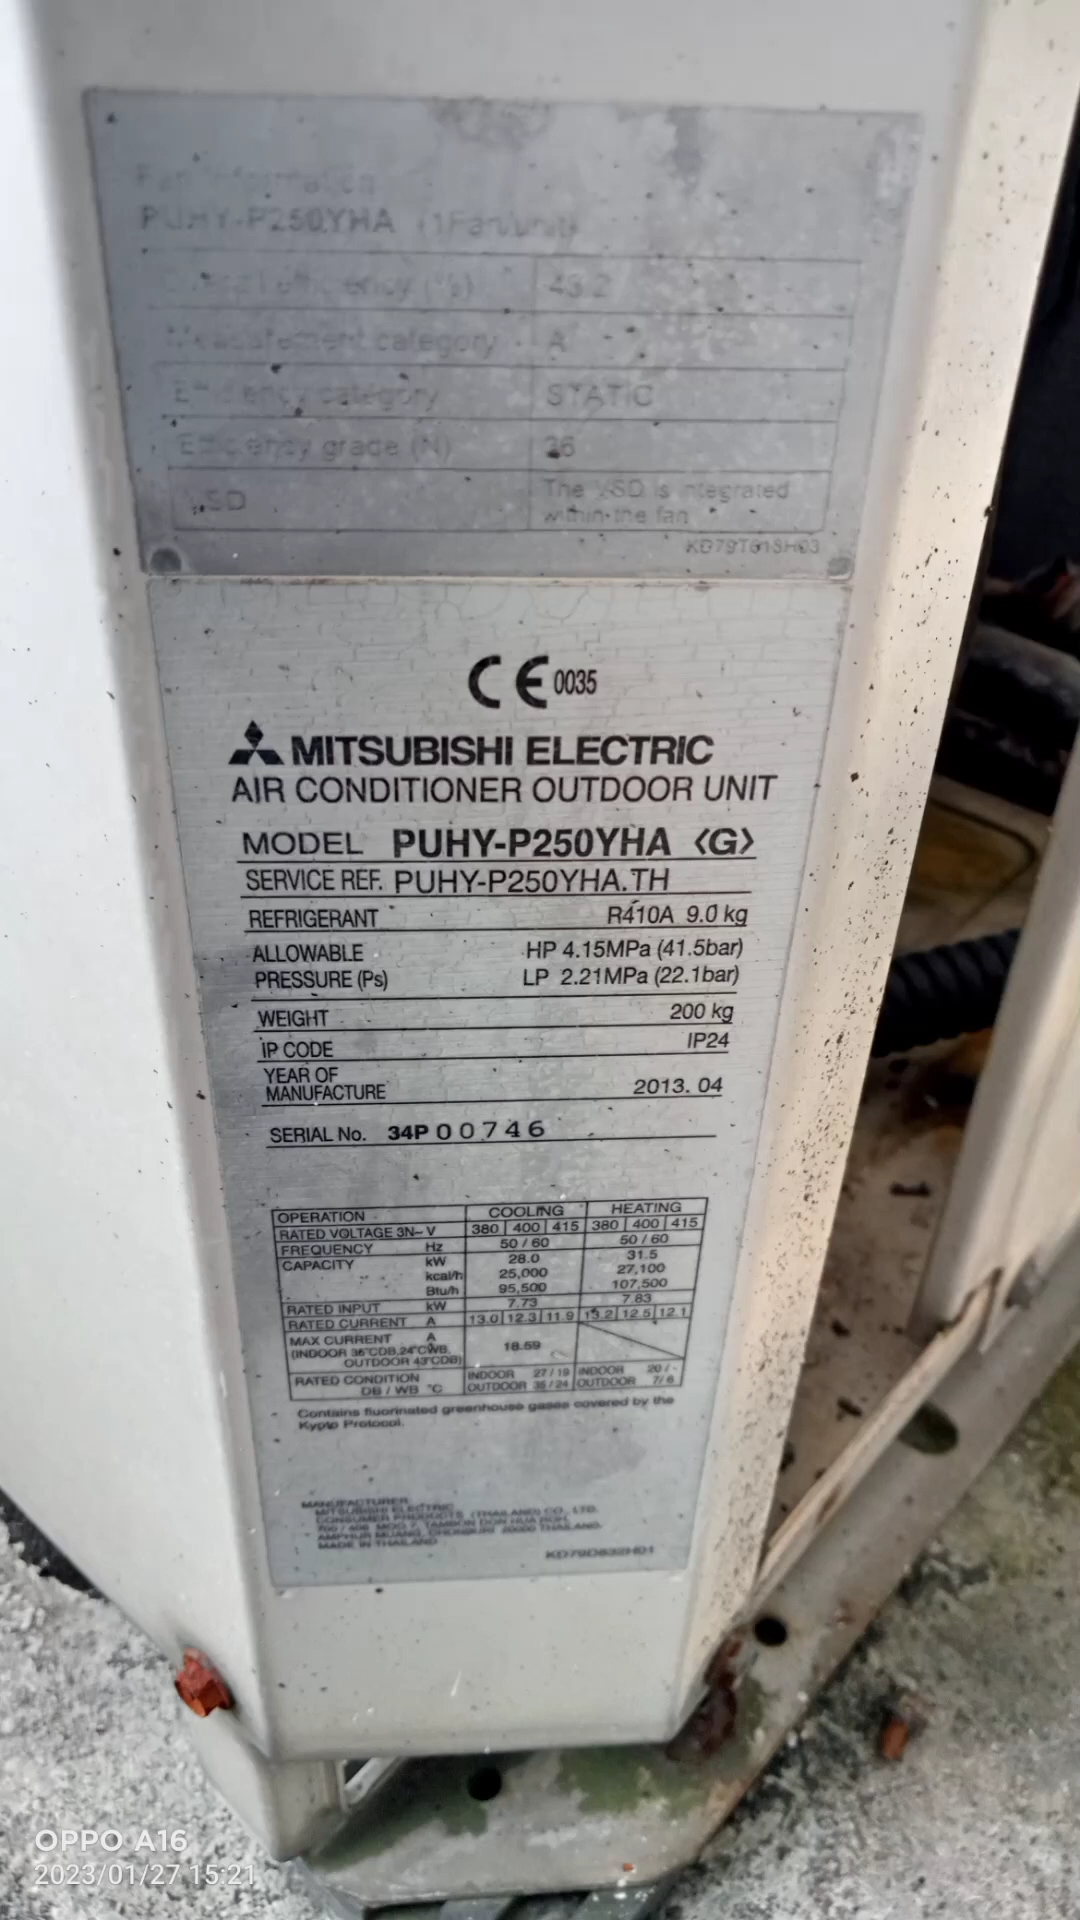 Fan information
PUHY-P250YHA (1Fan/unit)
Overall efficiency (%) 43.2
Measurement category A
Efficiency category STATIC
Efficiency grade (N) 36
VSD The VSD is integrated
within the fan
KD79T613H03
CE 0035
MITSUBISHI ELECTRIC
AIR CONDITIONER OUTDOOR UNIT
MODEL PUHY-P250YHA <G>
SERVICE REF. PUHY-P250YHA.TH
REFRIGERANT R410A 9.0 kg
ALLOWABLE HP 4.15MPa (41.5bar)
PRESSURE (Ps) LP 2.21MPa (22.1bar)
WEIGHT 200 kg
IP CODE IP24
YEAR OF
MANUFACTURE 2013. 04
SERIAL No. 34P 00746
OPERATION COOLING HEATING
RATED VOLTAGE 3N~ V 380 400 415 380 400 415
FREQUENCY Hz 50 / 60 50 / 60
CAPACITY kW 28.0 31.5
kcal/h 25,000 27,100
Btu/h 95,500 107,500
RATED INPUT kW 7.73 7.83
RATED CURRENT A 13.0 12.3 11.9 13.2 12.5 12.1
MAX CURRENT A 18.59
(INDOOR 36°CDB,24°CWB,
OUTDOOR 43°CDB)
RATED CONDITION INDOOR 27 / 19 INDOOR 20 / -
DB / WB °C OUTDOOR 35 / 24 OUTDOOR 7 / 6
Contains fluorinated greenhouse gases covered by the
Kyoto Protocol.
MANUFACTURER
MITSUBISHI ELECTRIC
CONSUMER PRODUCTS (THAILAND) CO., LTD.
700 / 406 MOO 7, TAMBON DON HUA ROH,
AMPHUR MUANG, CHONBURI 20000 THAILAND.
MADE IN THAILAND
KD79D832H01
OPPO A16
2023/01/27 15:21